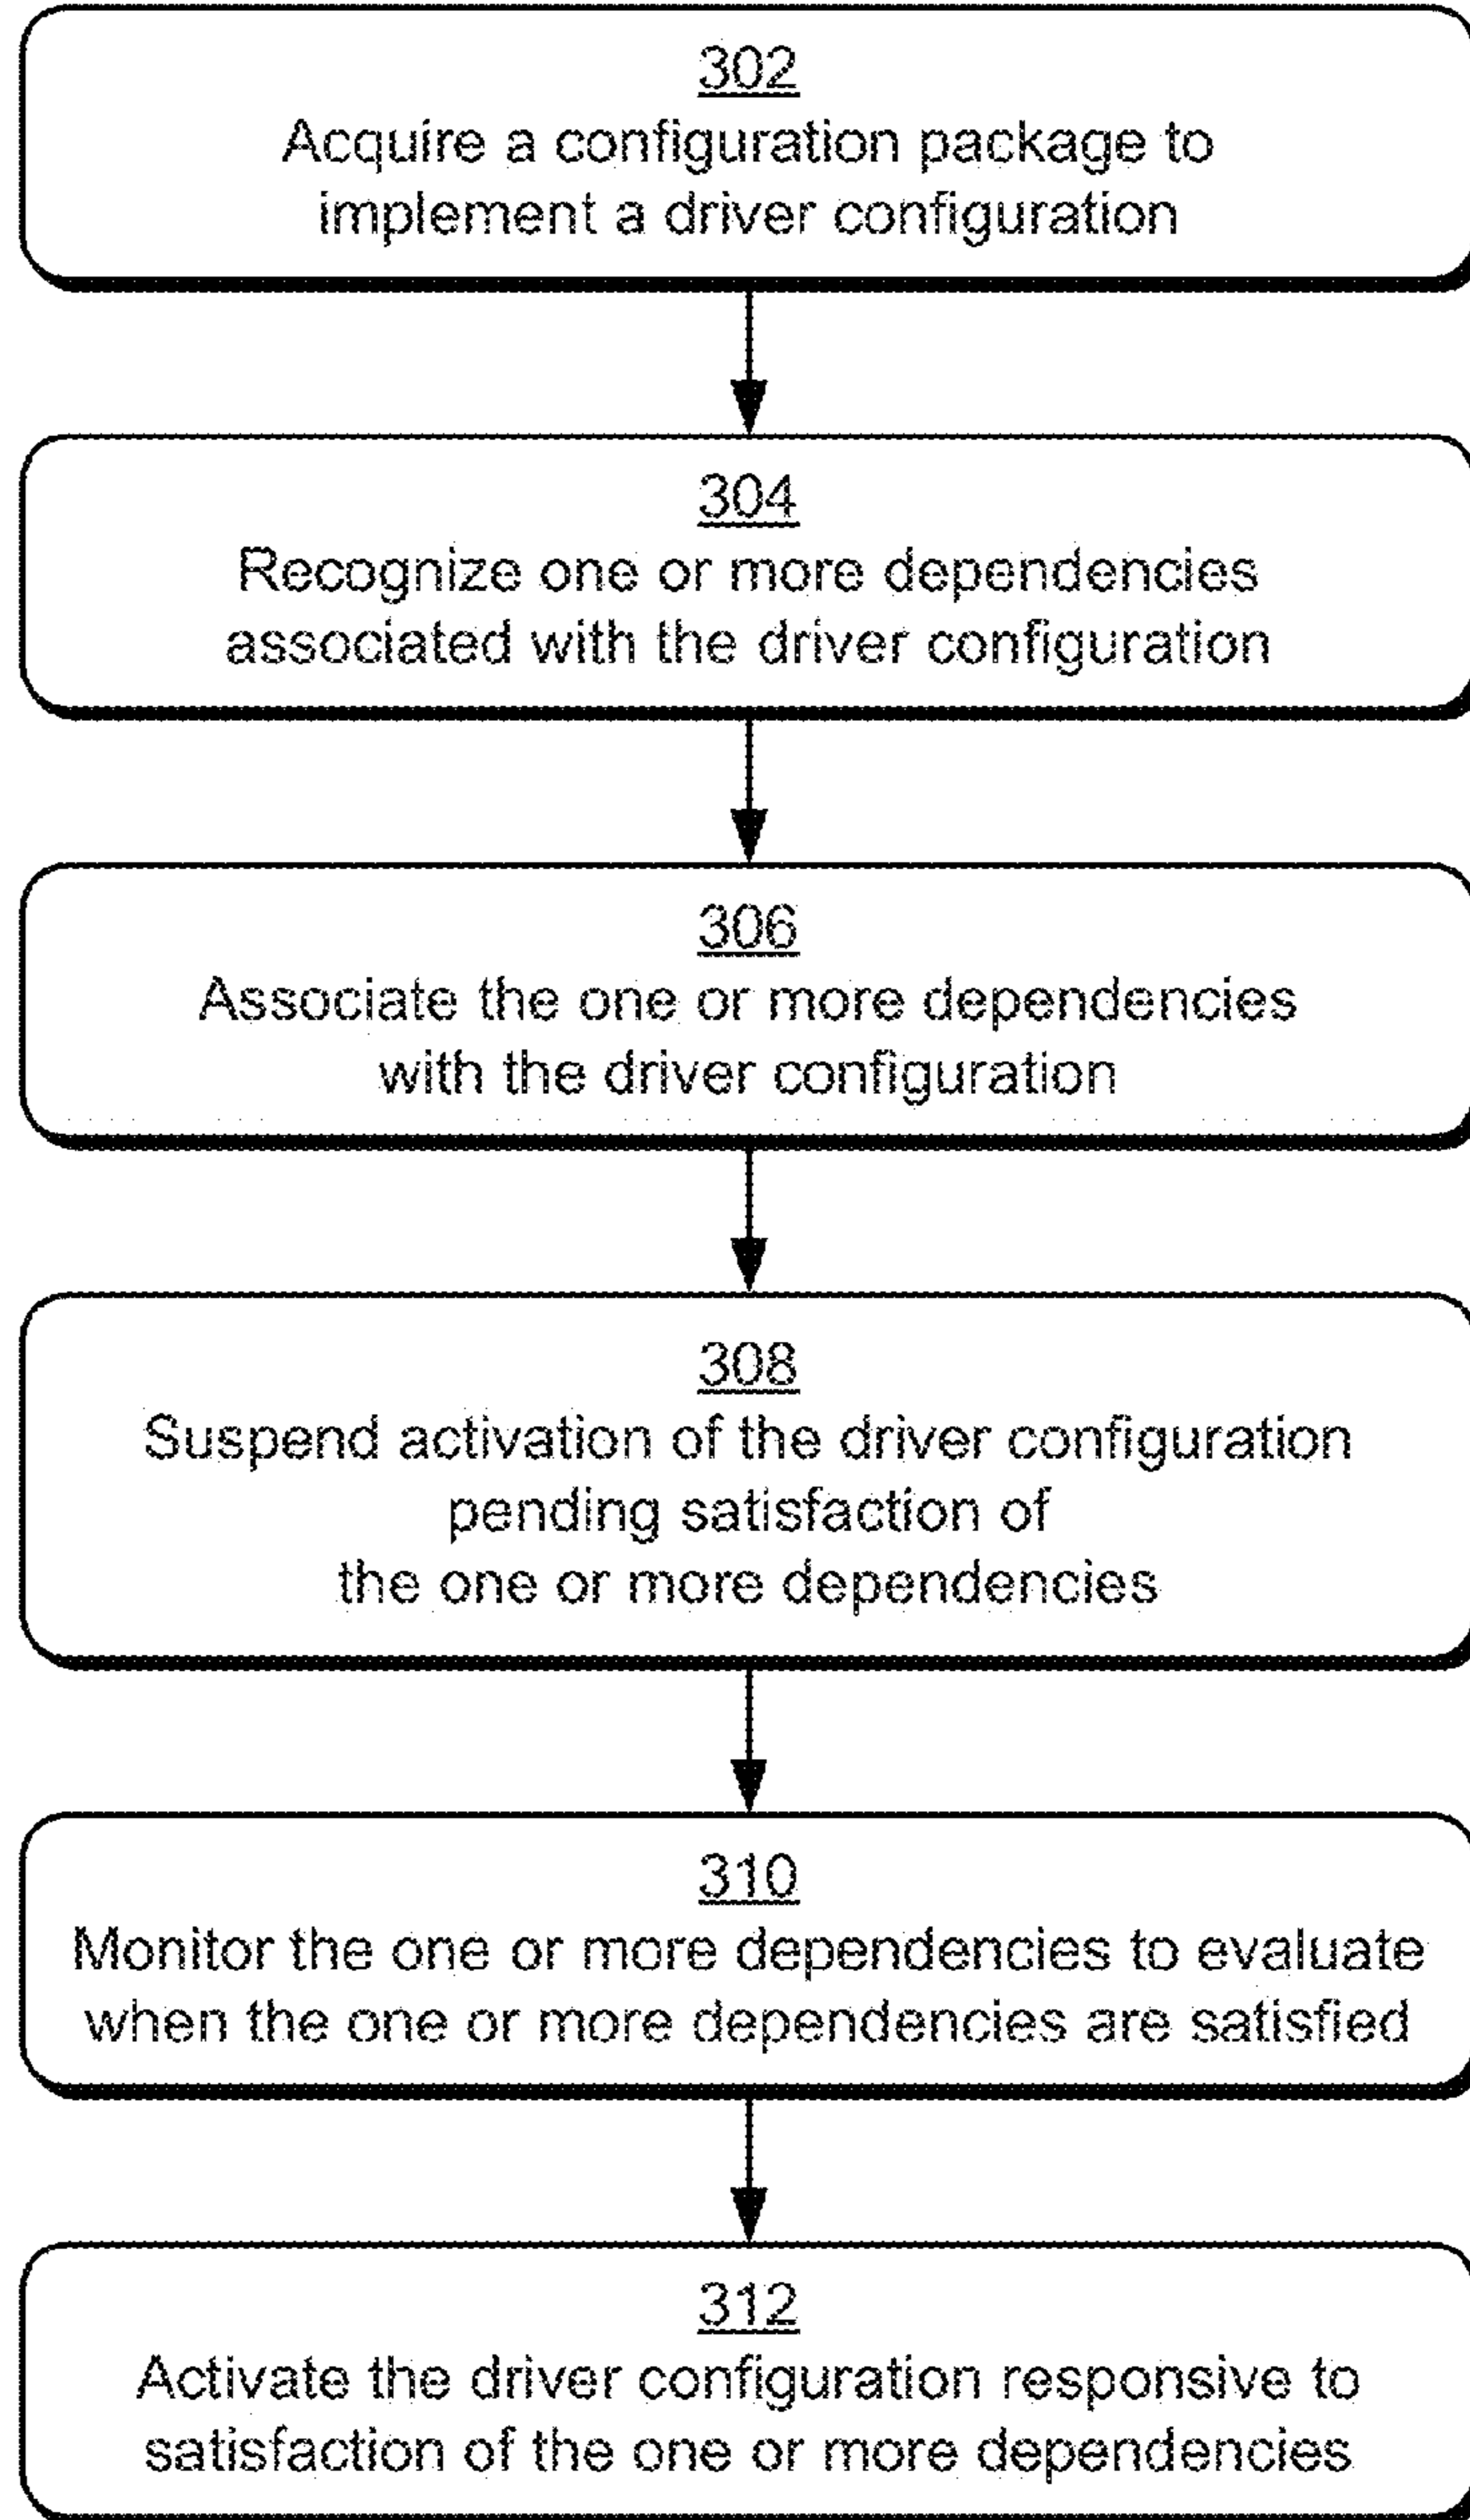 302
Acquire a configuration package to
implement a driver configuration
304
Recognize one or more dependencies
associated with the driver configuration
306
Associate the one or more dependencies
with the driver configuration
308
Suspend activation of the driver configuration
pending satisfaction of
the one or more dependencies
310
Monitor the one or more dependencies to evaluate
when the one or more dependencies are satisfied
312
Activate the driver configuration responsive to
satisfaction of the one or more dependencies